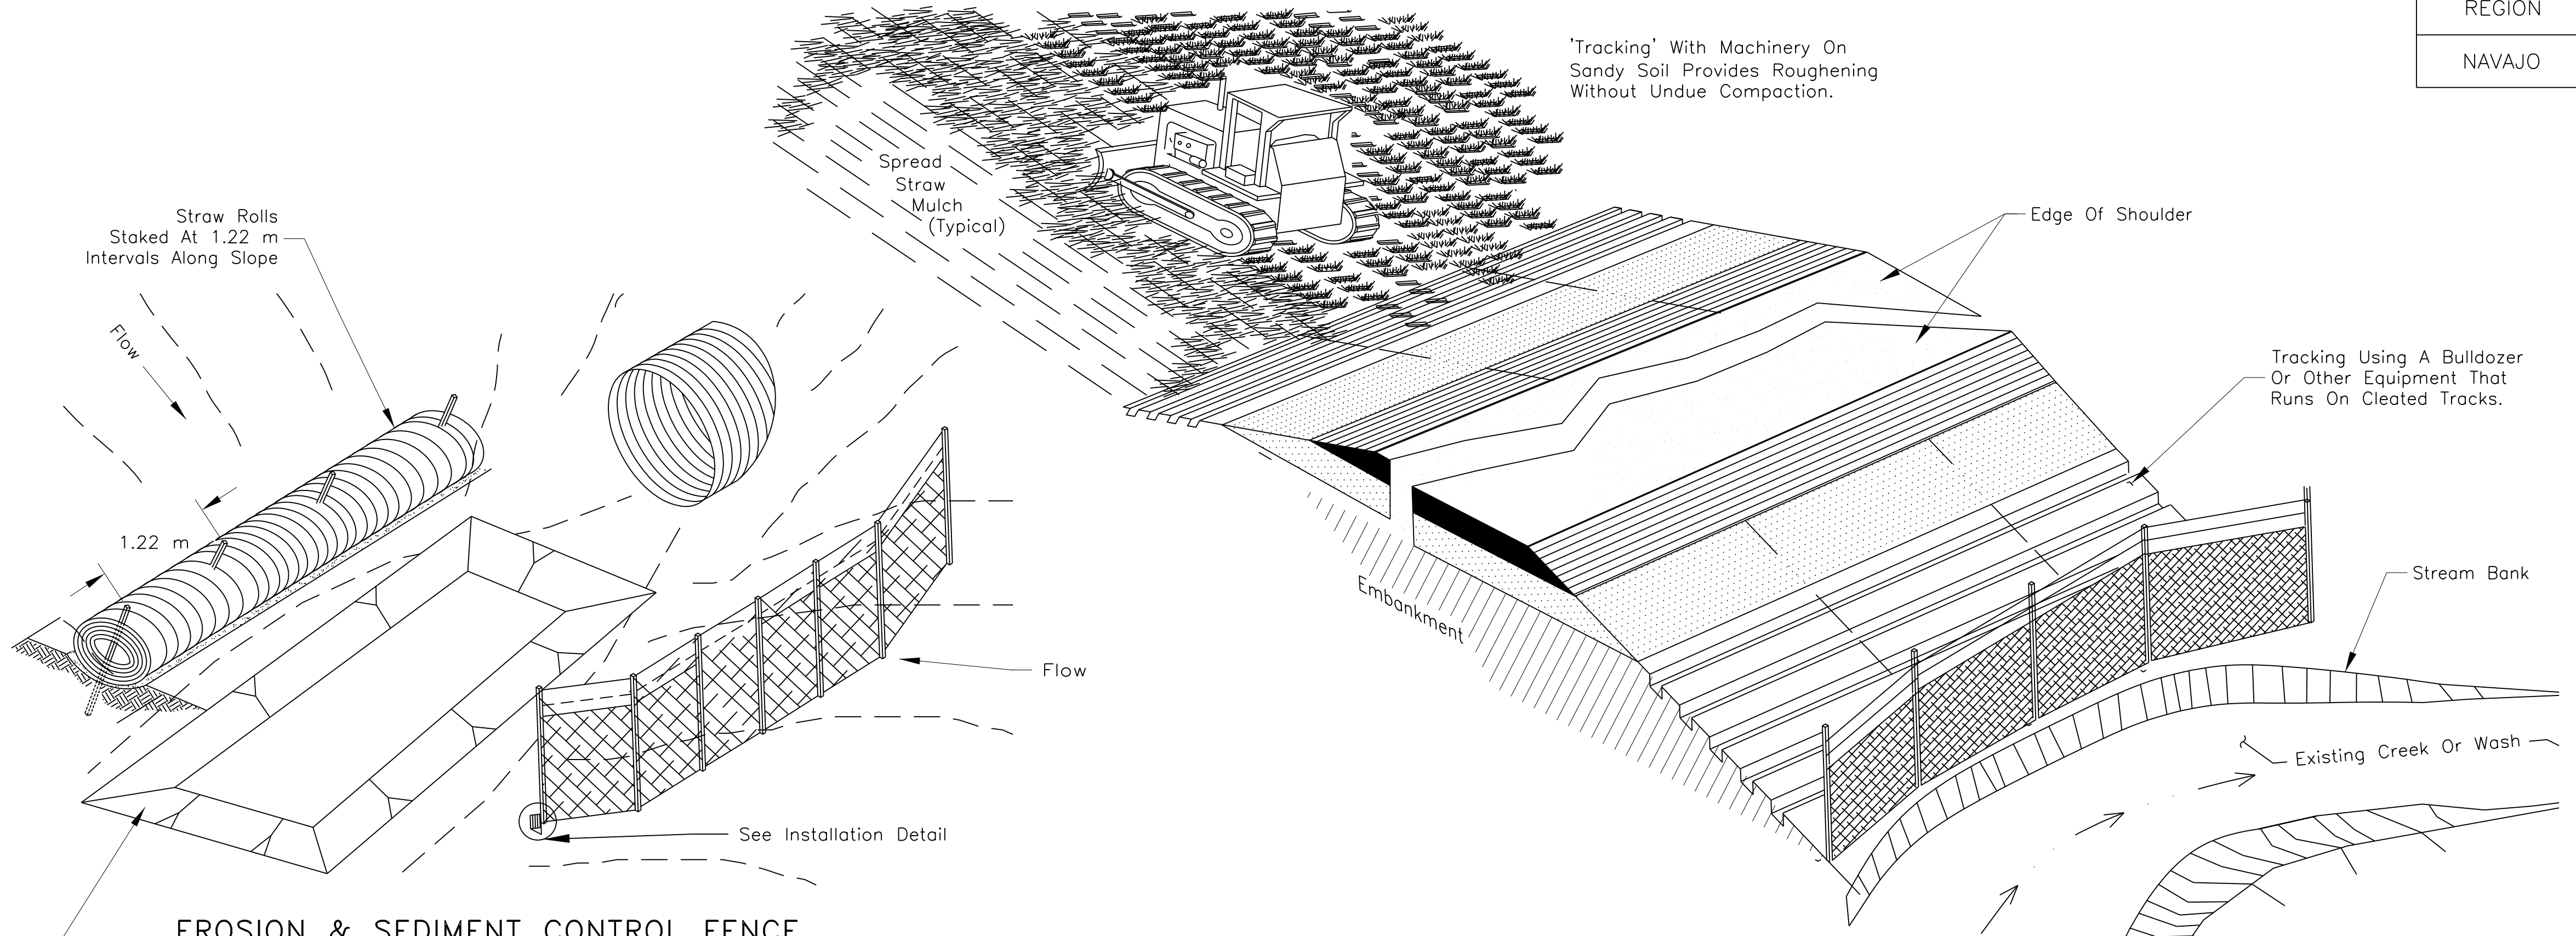 REGION
NAVAJO
'Tracking' With Machinery On
Sandy Soil Provides Roughening
Without Undue Compaction.
Spread
Straw
Mulch
(Typical)
Straw Rolls
Staked At 1.22 m
Intervals Along Slope
Edge Of Shoulder
Flow
Tracking Using A Bulldozer
Or Other Equipment That
Runs On Cleated Tracks.
1.22 m
Embankment
Stream Bank
Flow
Existing Creek Or Wash
See Installation Detail
EROSION & SEDIMENT CONTROL FENCE